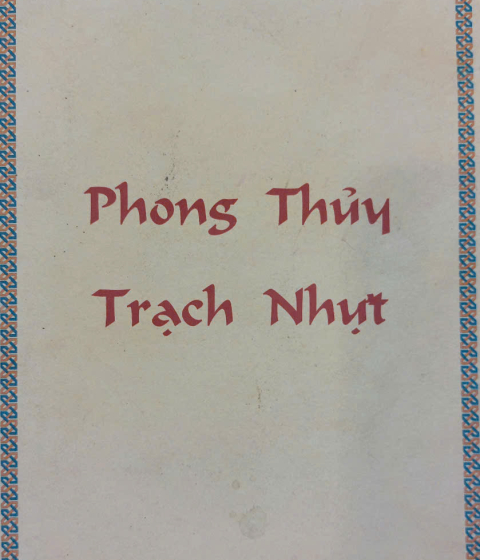 Phong Thủy
Trạch Nhựt